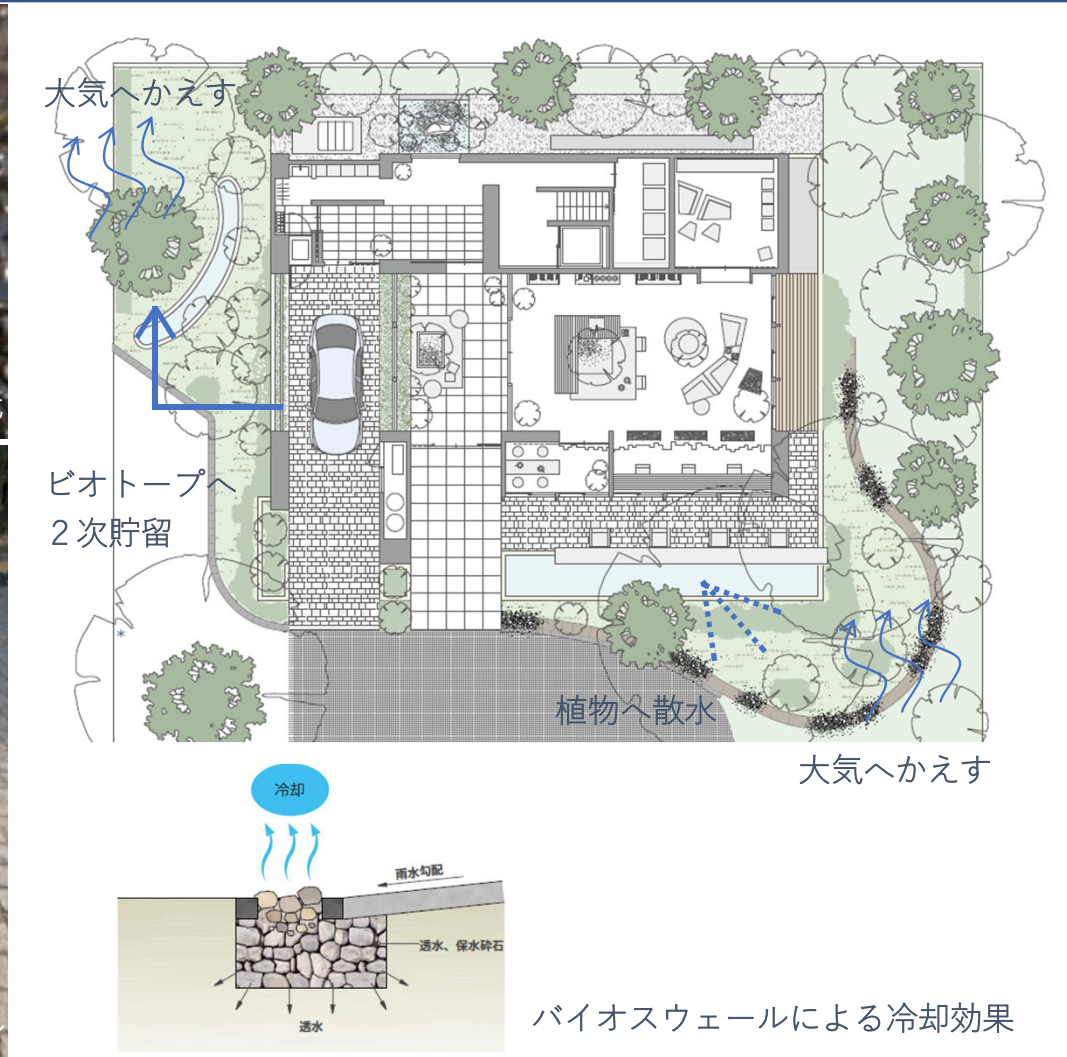 大気へかえす
ビオトープへ
２次貯留
*
植物へ散水
大気へかえす
冷却
雨水勾配
透水、保水砕石
透水
バイオスウェールによる冷却効果